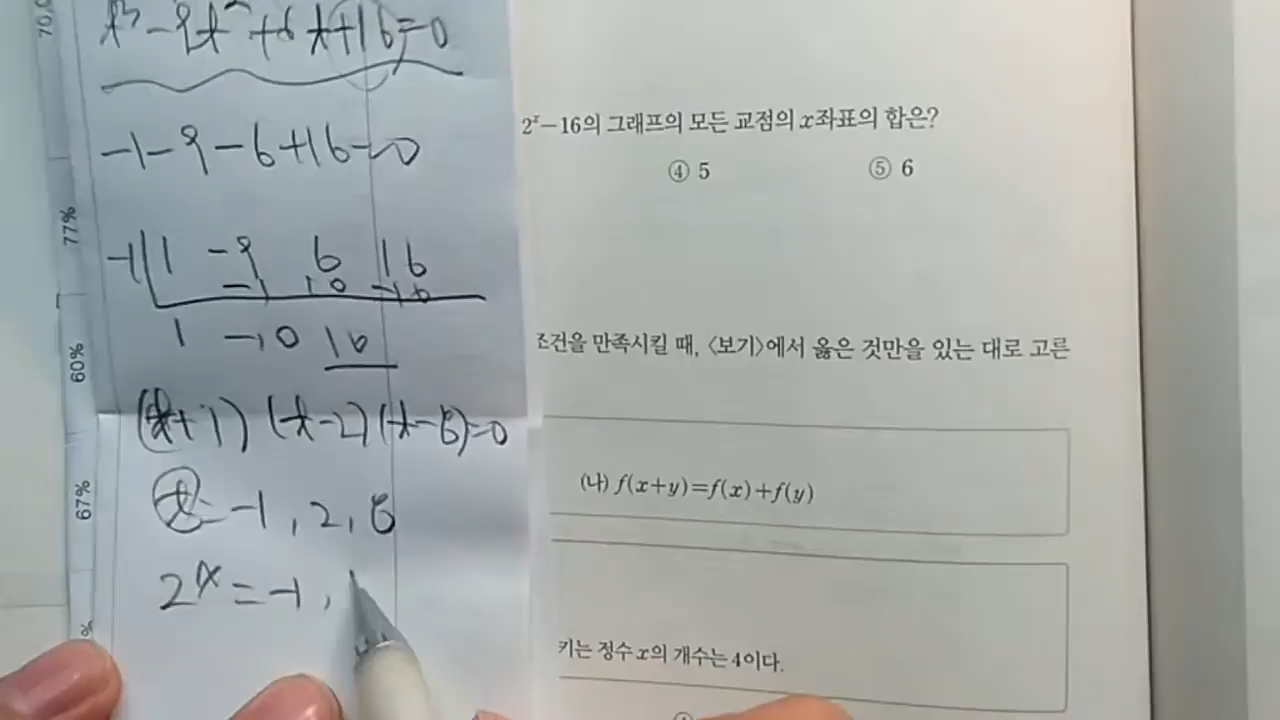 t³-9t²+6t+16=0
-1-9-6+16=0
-1 1 -9 6 16
-1 10 -16
1 -10 16
(t+1)(t-2)(t-8)=0
t=-1, 2, 8
2ˣ=-1,
70,0
77%
60%
67%
%
2ˣ-16의 그래프의 모든 교점의 x좌표의 합은?
④ 5 ⑤ 6
조건을 만족시킬 때, 〈보기〉에서 옳은 것만을 있는 대로 고른
(나) f(x+y)=f(x)+f(y)
키는 정수 x의 개수는 4이다.